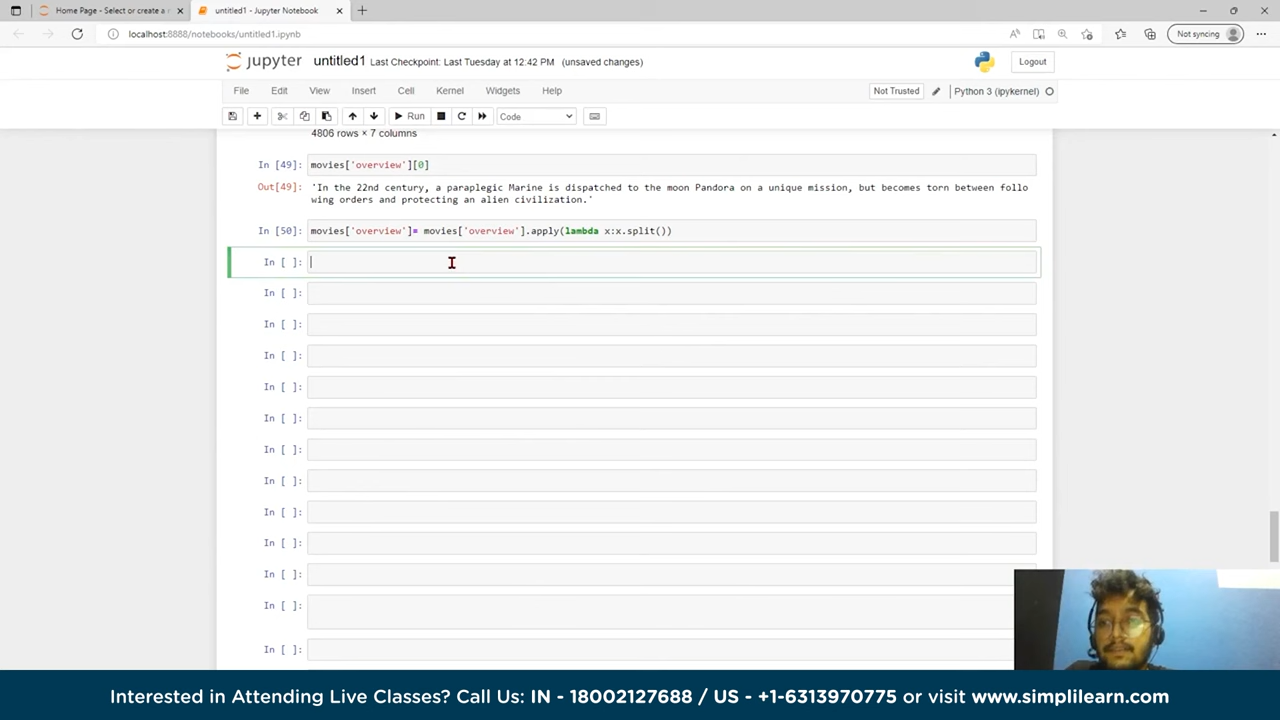 Home Page - Select or create a n
untitled1 - Jupyter Notebook
localhost:8888/notebooks/untitled1.ipynb
Not syncing
jupyter untitled1 Last Checkpoint: Last Tuesday at 12:42 PM (unsaved changes)
Logout
File Edit View Insert Cell Kernel Widgets Help
Not Trusted
Python 3 (ipykernel)
Run
Code
4806 rows × 7 columns
In [49]: movies['overview'][0]
Out[49]: 'In the 22nd century, a paraplegic Marine is dispatched to the moon Pandora on a unique mission, but becomes torn between follo
wing orders and protecting an alien civilization.'
In [50]: movies['overview']= movies['overview'].apply(lambda x:x.split())
In [ ]:
In [ ]:
In [ ]:
In [ ]:
In [ ]:
In [ ]:
In [ ]:
In [ ]:
In [ ]:
In [ ]:
In [ ]:
In [ ]:
In [ ]:
Interested in Attending Live Classes? Call Us: IN - 18002127688 / US - +1-6313970775 or visit www.simplilearn.com